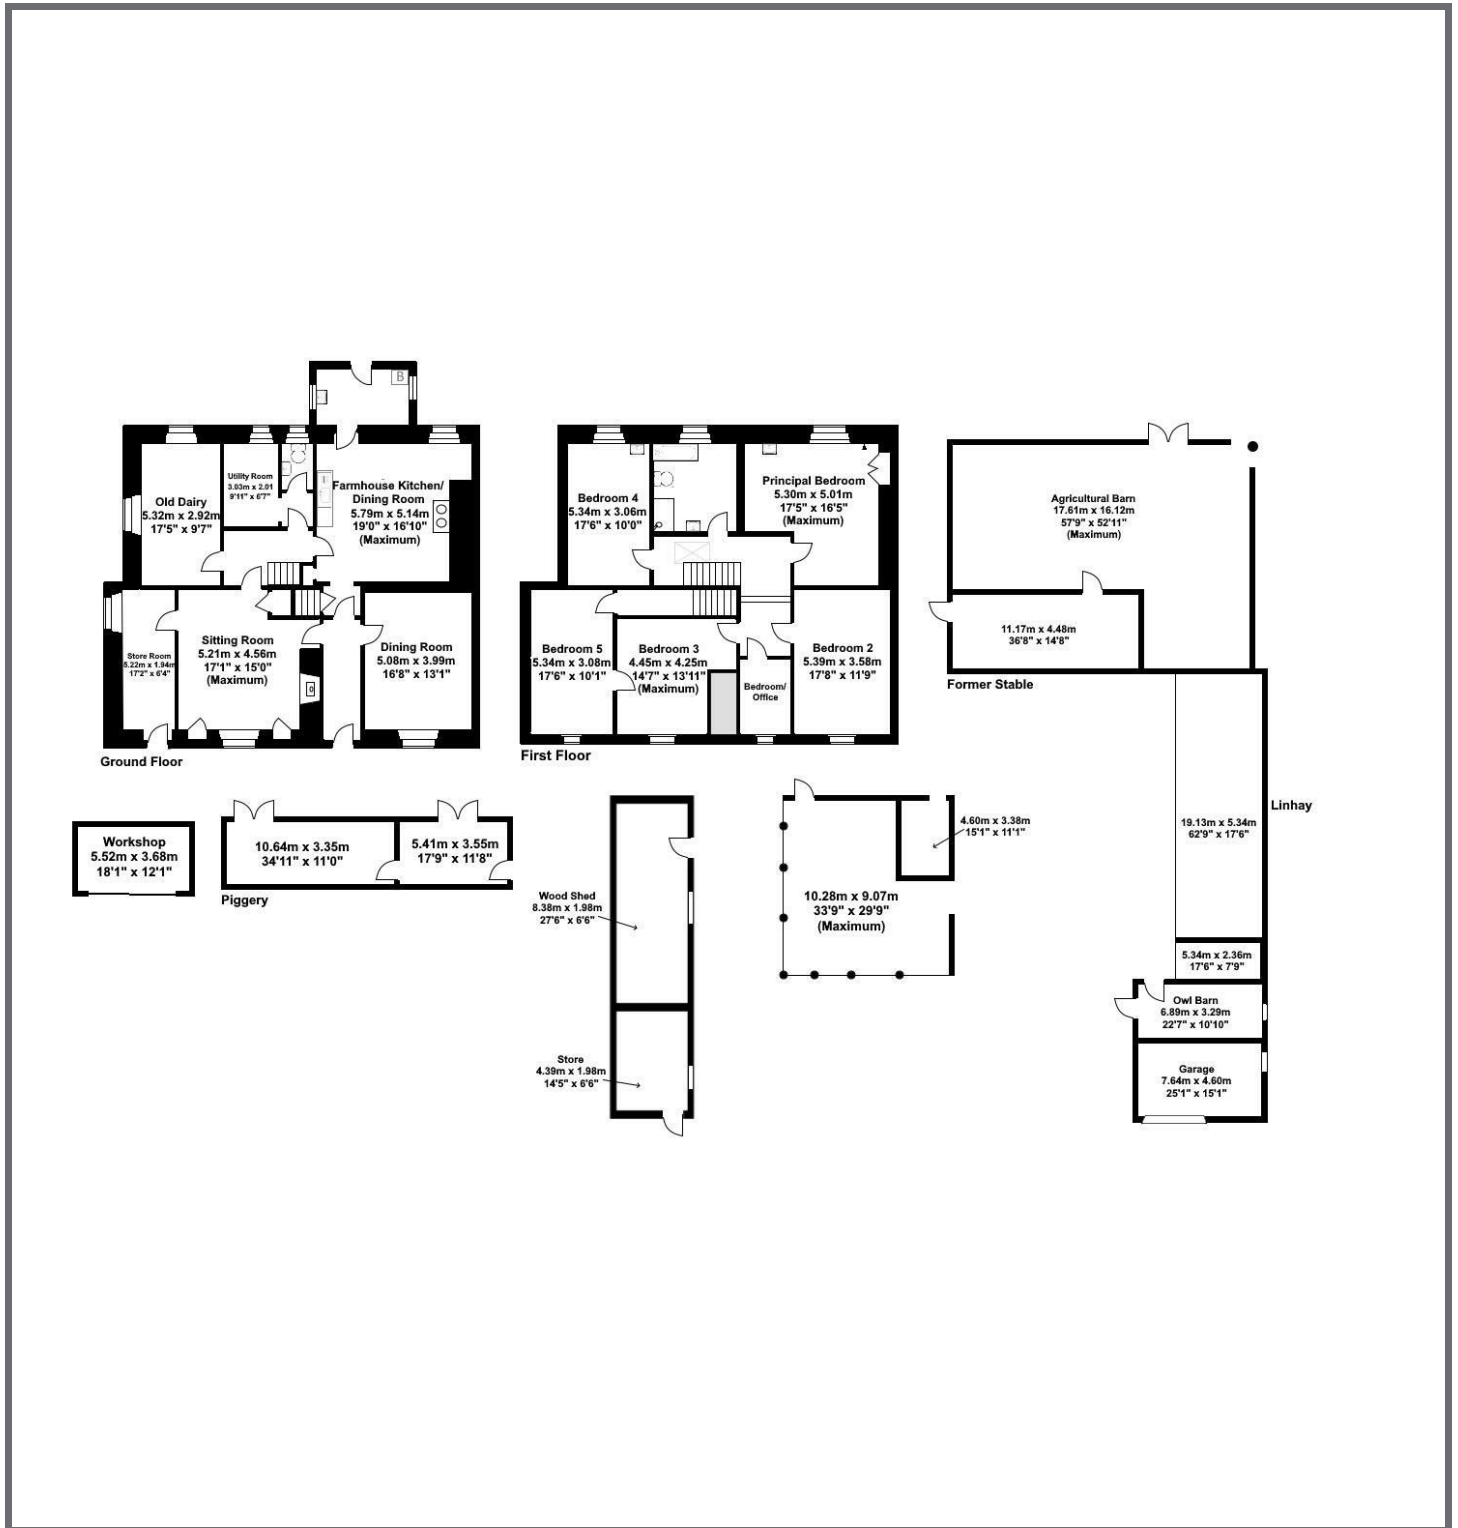 B
Old Dairy
5.32m x 2.92m
17'5" x 9'7"
Utility Room
3.03m x 2.01
9'11" x 6'7"
Farmhouse Kitchen/
Dining Room
5.79m x 5.14m
19'0" x 16'10"
(Maximum)
Store Room
5.22m x 1.94m
17'2" x 6'4"
Sitting Room
5.21m x 4.56m
17'1" x 15'0"
(Maximum)
Dining Room
5.08m x 3.99m
16'8" x 13'1"
Ground Floor
Bedroom 4
5.34m x 3.06m
17'6" x 10'0"
Principal Bedroom
5.30m x 5.01m
17'5" x 16'5"
(Maximum)
Bedroom 5
5.34m x 3.08m
17'6" x 10'1"
Bedroom 3
4.45m x 4.25m
14'7" x 13'11"
(Maximum)
Bedroom/
Office
Bedroom 2
5.39m x 3.58m
17'8" x 11'9"
First Floor
Agricultural Barn
17.61m x 16.12m
57'9" x 52'11"
(Maximum)
11.17m x 4.48m
36'8" x 14'8"
Former Stable
Workshop
5.52m x 3.68m
18'1" x 12'1"
10.64m x 3.35m
34'11" x 11'0"
5.41m x 3.55m
17'9" x 11'8"
Piggery
Wood Shed
8.38m x 1.98m
27'6" x 6'6"
Store
4.39m x 1.98m
14'5" x 6'6"
4.60m x 3.38m
15'1" x 11'1"
10.28m x 9.07m
33'9" x 29'9"
(Maximum)
Linhay
19.13m x 5.34m
62'9" x 17'6"
5.34m x 2.36m
17'6" x 7'9"
Owl Barn
6.89m x 3.29m
22'7" x 10'10"
Garage
7.64m x 4.60m
25'1" x 15'1"